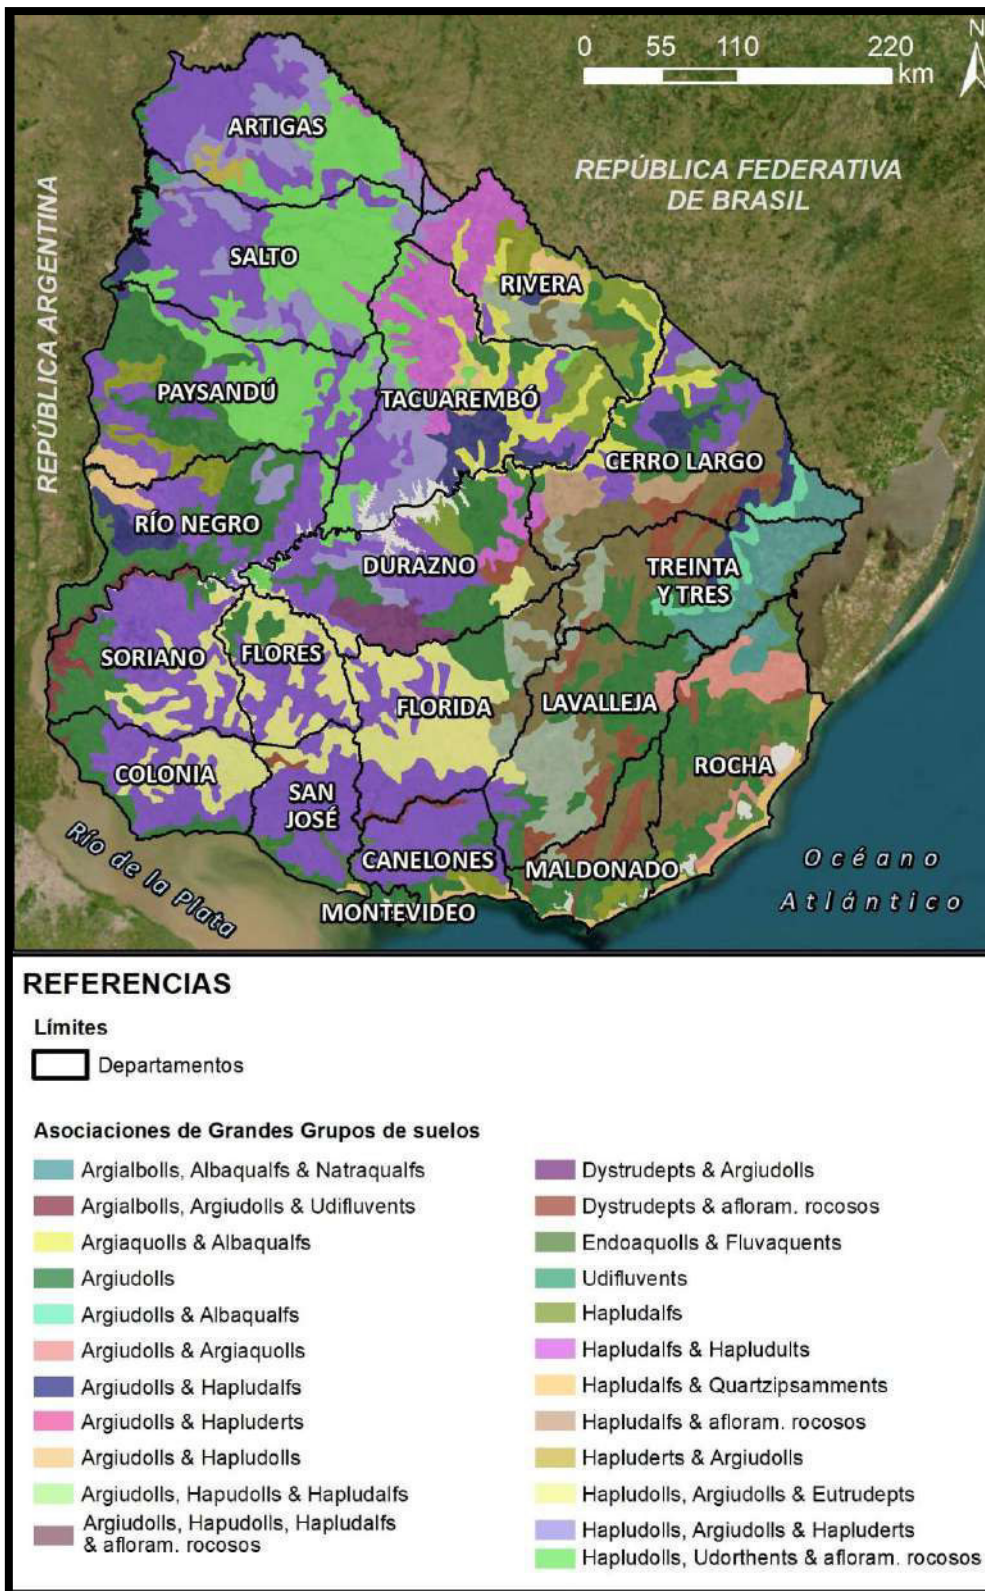 N
0 55 110 220
km
ARTIGAS
REPÚBLICA FEDERATIVA
DE BRASIL
REPÚBLICA ARGENTINA
SALTO
RIVERA
PAYSANDÚ
TACUAREMBÓ
CERRO LARGO
RÍO NEGRO
DURAZNO
TREINTA
Y TRES
SORIANO
FLORES
FLORIDA
LAVALLEJA
COLONIA
SAN
JOSÉ
ROCHA
CANELONES
MALDONADO
MONTEVIDEO
Río de la Plata
Océano
Atlántico
REFERENCIAS
Límites
Departamentos
Asociaciones de Grandes Grupos de suelos
Argialbolls, Albaqualfs & Natraqualfs
Argialbolls, Argiudolls & Udifluvents
Argiaquolls & Albaqualfs
Argiudolls
Argiudolls & Albaqualfs
Argiudolls & Argiaquolls
Argiudolls & Hapludalfs
Argiudolls & Hapluderts
Argiudolls & Hapludolls
Argiudolls, Hapudolls & Hapludalfs
Argiudolls, Hapudolls, Hapludalfs
& afloram. rocosos
Dystrudepts & Argiudolls
Dystrudepts & afloram. rocosos
Endoaquolls & Fluvaquents
Udifluvents
Hapludalfs
Hapludalfs & Hapludults
Hapludalfs & Quartzipsamments
Hapludalfs & afloram. rocosos
Hapluderts & Argiudolls
Hapludolls, Argiudolls & Eutrudepts
Hapludolls, Argiudolls & Hapluderts
Hapludolls, Udorthents & afloram. rocosos